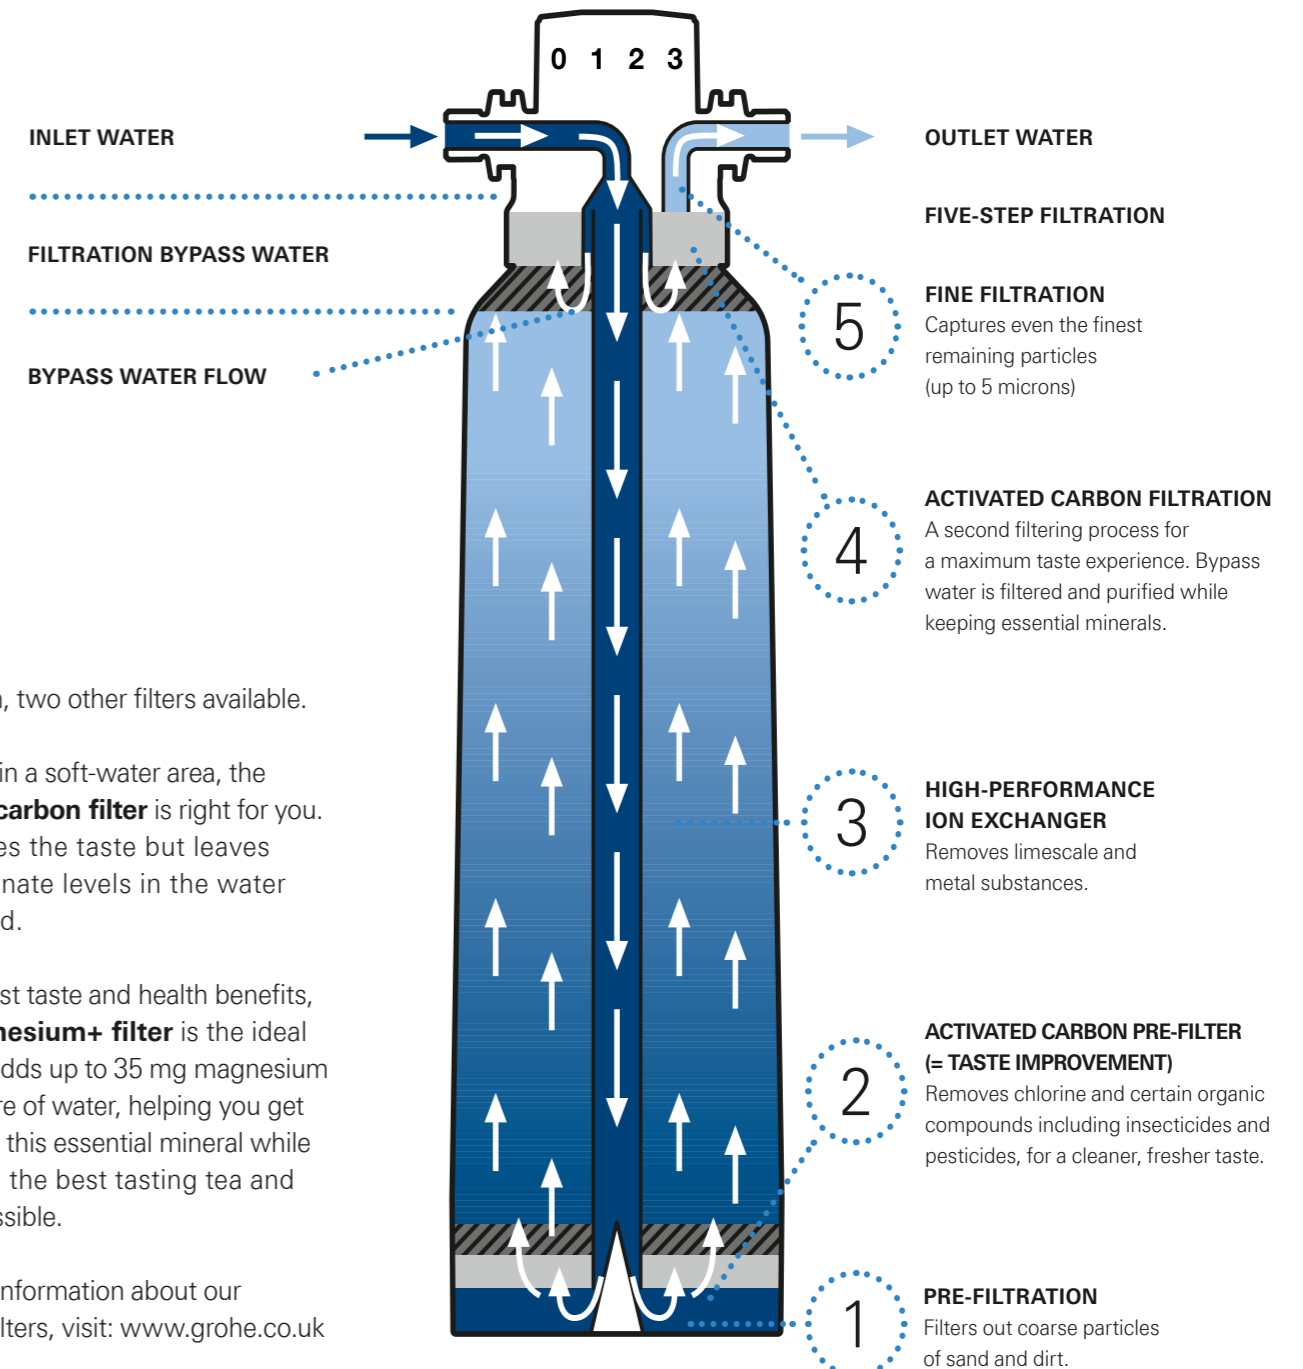 0 1 2 3
INLET WATER
FILTRATION BYPASS WATER
BYPASS WATER FLOW
OUTLET WATER
FIVE-STEP FILTRATION
5
FINE FILTRATION
Captures even the finest
remaining particles
(up to 5 microns)
4
ACTIVATED CARBON FILTRATION
A second filtering process for
a maximum taste experience. Bypass
water is filtered and purified while
keeping essential minerals.
3
HIGH-PERFORMANCE
ION EXCHANGER
Removes limescale and
metal substances.
2
ACTIVATED CARBON PRE-FILTER
(= TASTE IMPROVEMENT)
Removes chlorine and certain organic
compounds including insecticides and
pesticides, for a cleaner, fresher taste.
1
PRE-FILTRATION
Filters out coarse particles
of sand and dirt.
, two other filters available.
in a soft-water area, the
carbon filter is right for you.
es the taste but leaves
nate levels in the water
d.
st taste and health benefits,
nesium+ filter is the ideal
dds up to 35 mg magnesium
re of water, helping you get
this essential mineral while
the best tasting tea and
ssible.
information about our
lters, visit: www.grohe.co.uk